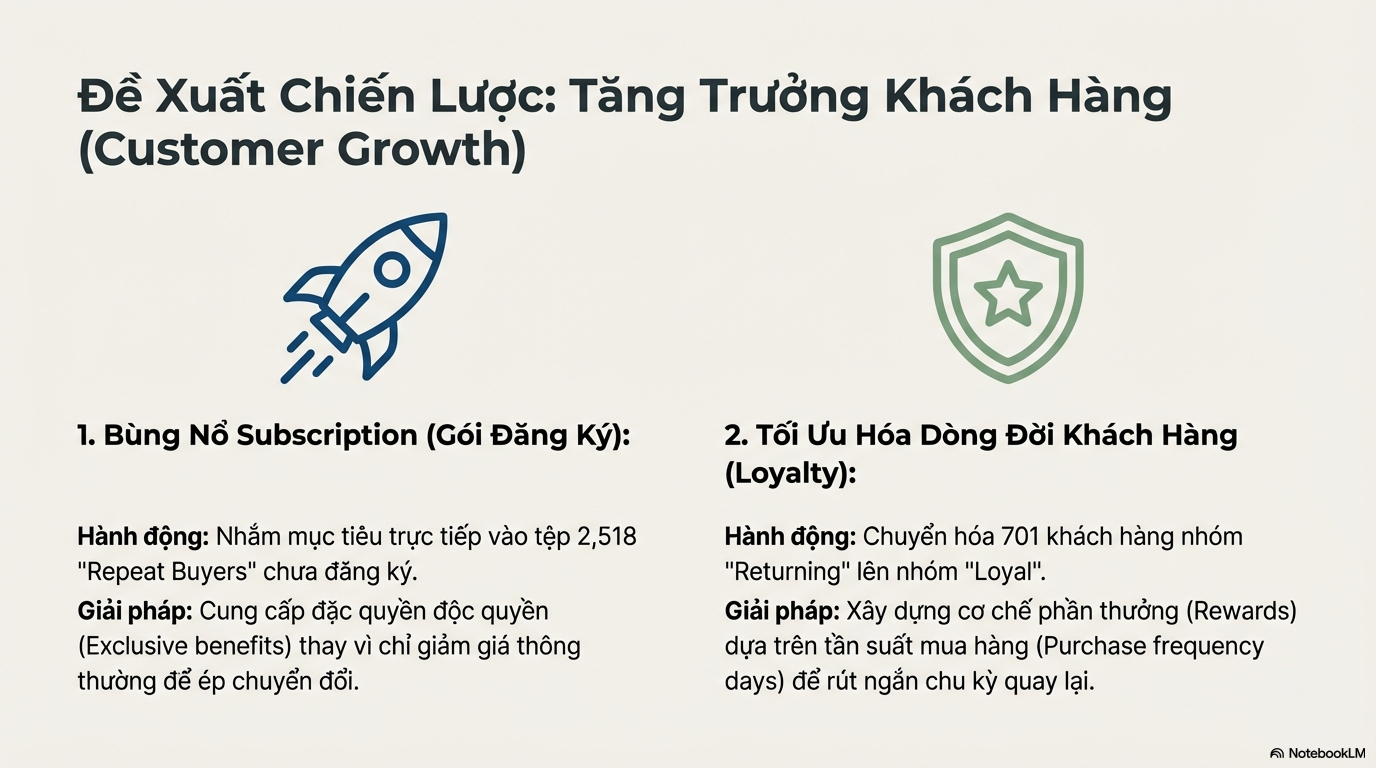 Đề Xuất Chiến Lược: Tăng Trưởng Khách Hàng
(Customer Growth)
1. Bùng Nổ Subscription (Gói Đăng Ký):
Hành động: Nhắm mục tiêu trực tiếp vào tệp 2,518
"Repeat Buyers" chưa đăng ký.
Giải pháp: Cung cấp đặc quyền độc quyền
(Exclusive benefits) thay vì chỉ giảm giá thông
thường để ép chuyển đổi.
2. Tối Ưu Hóa Dòng Đời Khách Hàng
(Loyalty):
Hành động: Chuyển hóa 701 khách hàng nhóm
"Returning" lên nhóm "Loyal".
Giải pháp: Xây dựng cơ chế phần thưởng (Rewards)
dựa trên tần suất mua hàng (Purchase frequency
days) để rút ngắn chu kỳ quay lại.
NotebookLM